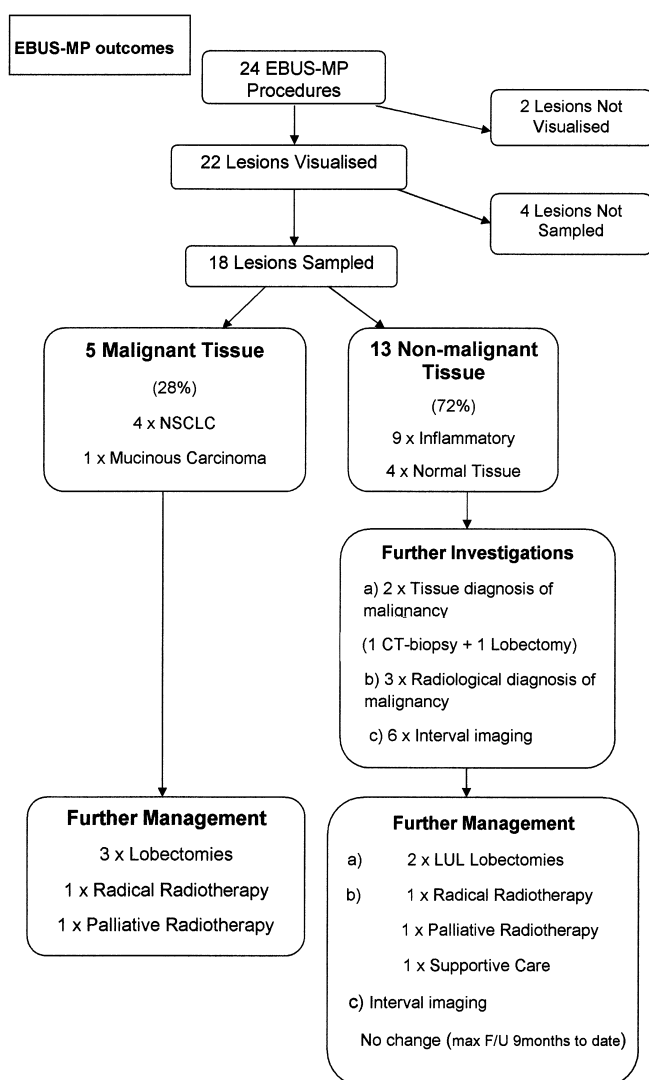 EBUS-MP outcomes
24 EBUS-MP
Procedures
2 Lesions Not
Visualised
22 Lesions Visualised
4 Lesions Not
Sampled
18 Lesions Sampled
5 Malignant Tissue
(28%)
4 x NSCLC
1 x Mucinous Carcinoma
13 Non-malignant
Tissue
(72%)
9 x Inflammatory
4 x Normal Tissue
Further Investigations
a) 2 x Tissue diagnosis of
malignancy
(1 CT-biopsy + 1 Lobectomy)
b) 3 x Radiological diagnosis of
malignancy
c) 6 x Interval imaging
Further Management
3 x Lobectomies
1 x Radical Radiotherapy
1 x Palliative Radiotherapy
Further Management
a) 2 x LUL Lobectomies
b) 1 x Radical Radiotherapy
1 x Palliative Radiotherapy
1 x Supportive Care
c) Interval imaging
No change (max F/U 9months to date)